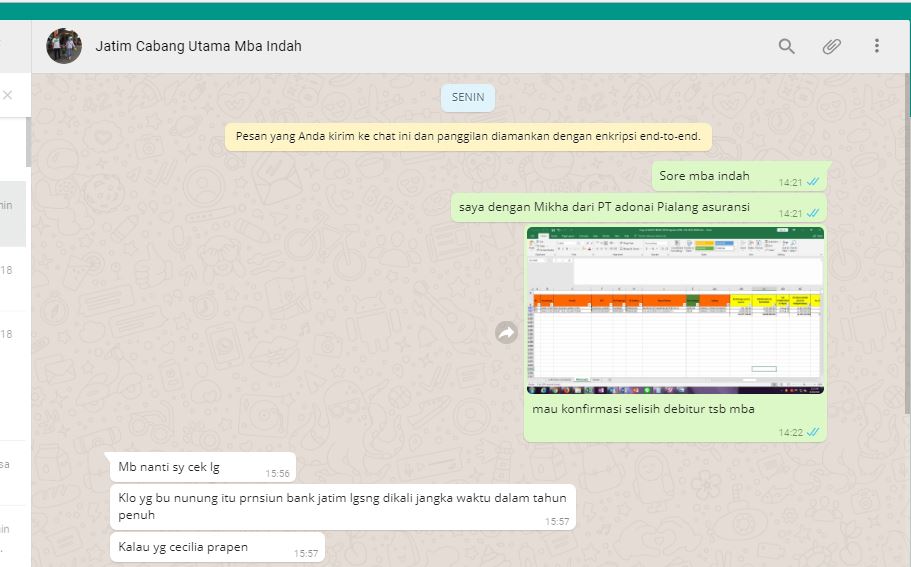 Jatim Cabang Utama Mba Indah
SENIN
Pesan yang Anda kirim ke chat ini dan panggilan diamankan dengan enkripsi end-to-end.
Sore mba indah
14:21
saya dengan Mikha dari PT adonai Pialang asuransi
14:21
mau konfirmasi selisih debitur tsb mba
14:22
Mb nanti sy cek lg
15:56
Klo yg bu nunung itu prnsiun bank jatim lgsng dikali jangka waktu dalam tahun
penuh
15:57
Kalau yg cecilia prapen
15:57
18
18